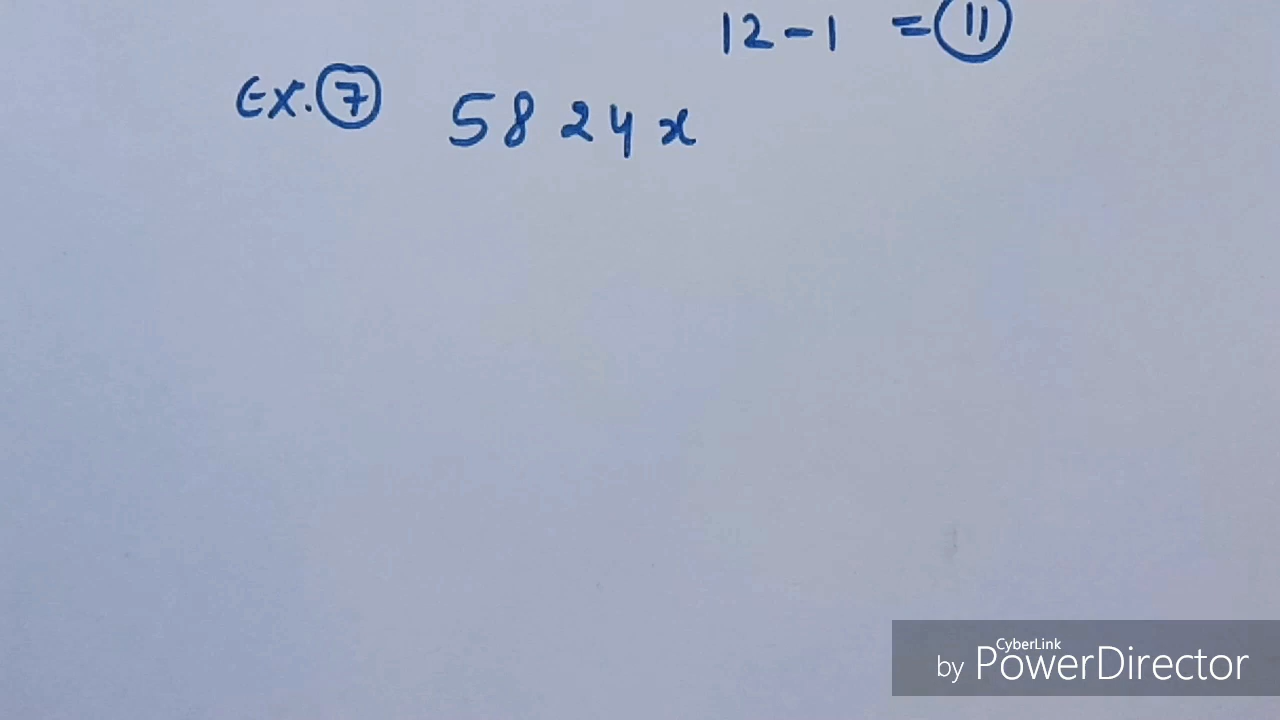 12 - 1 = 11
Ex. 7 5824x
CyberLink
by PowerDirector